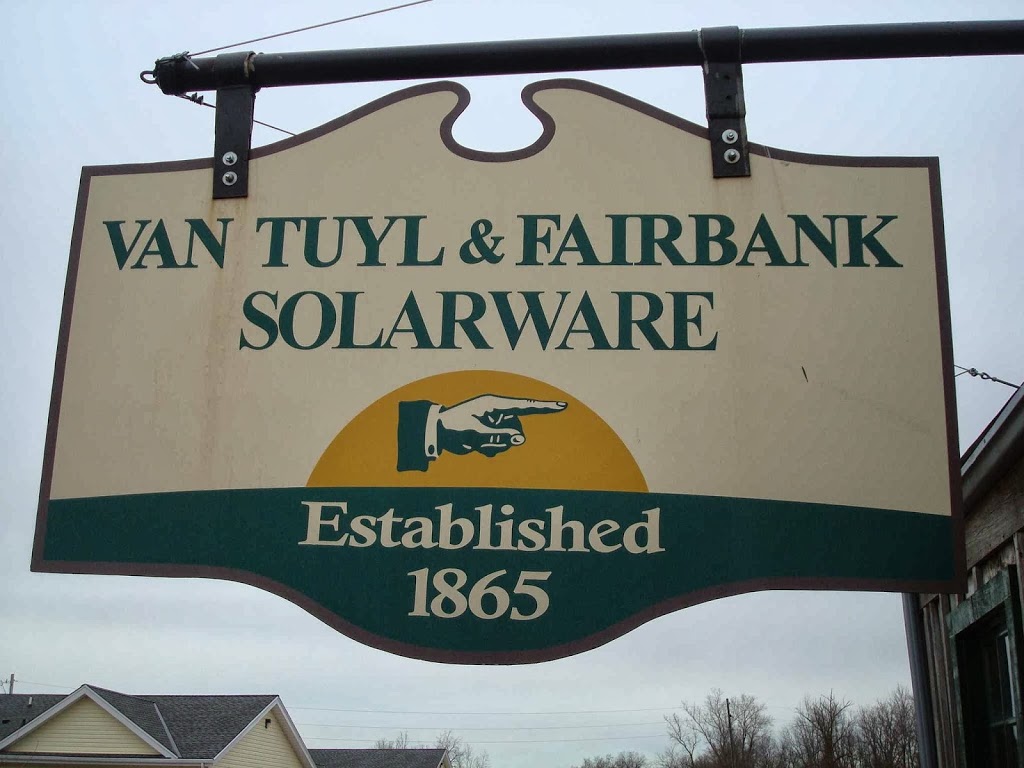 VAN TUYL & FAIRBANK
SOLARWARE
Established
1865